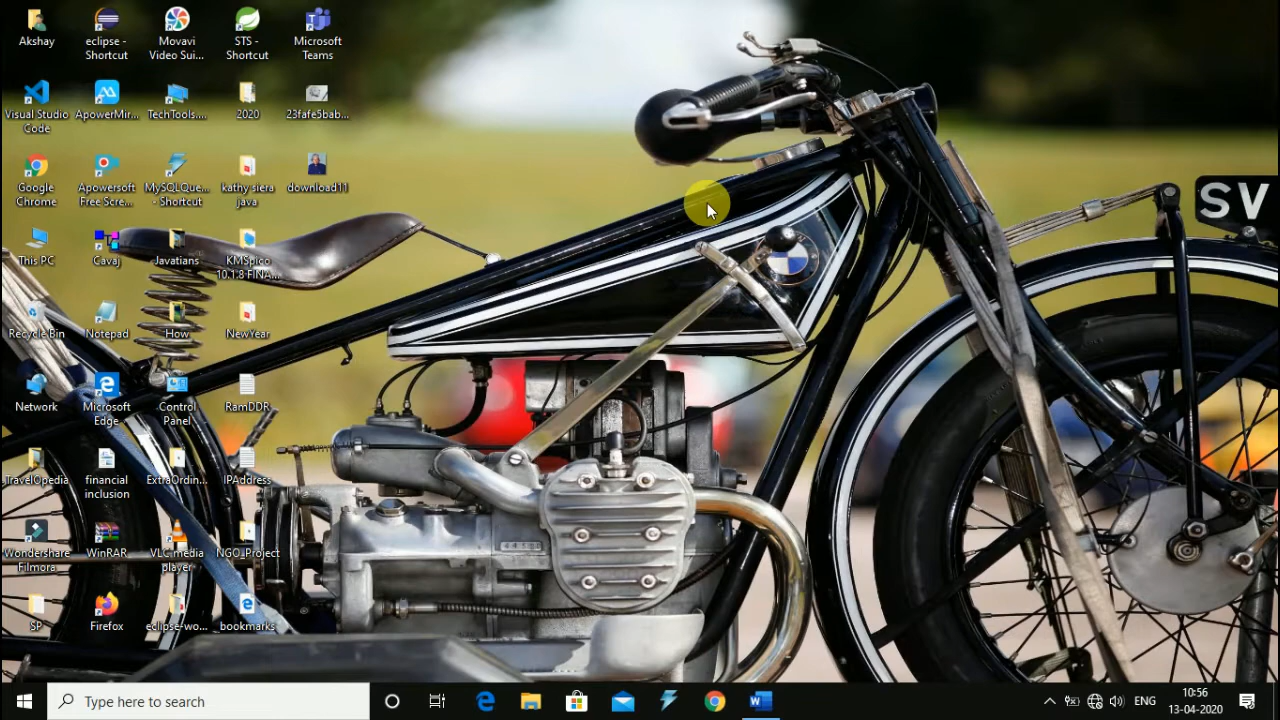 Akshay
eclipse -
Shortcut
Movavi
Video Sui...
STS -
Shortcut
Microsoft
Teams
Visual Studio
Code
ApowerMir...
TechTools....
2020
23fafe5bab...
Google
Chrome
Apowersoft
Free Scre...
MySQLQue...
- Shortcut
kathy siera
java
download11
This PC
Cavaj
Javatians
KMSpico
10.1.8 FINA...
Recycle Bin
Notepad
How
NewYear
Network
Microsoft
Edge
Control
Panel
RamDDR
TravelOpedia
financial
inclusion
ExtraOrdin...
IPAddress
Wondershare
Filmora
WinRAR
VLC media
player
NGO_Project
SP
Firefox
eclipse-wo...
bookmarks
SV
Type here to search
ENG
10:56
13-04-2020